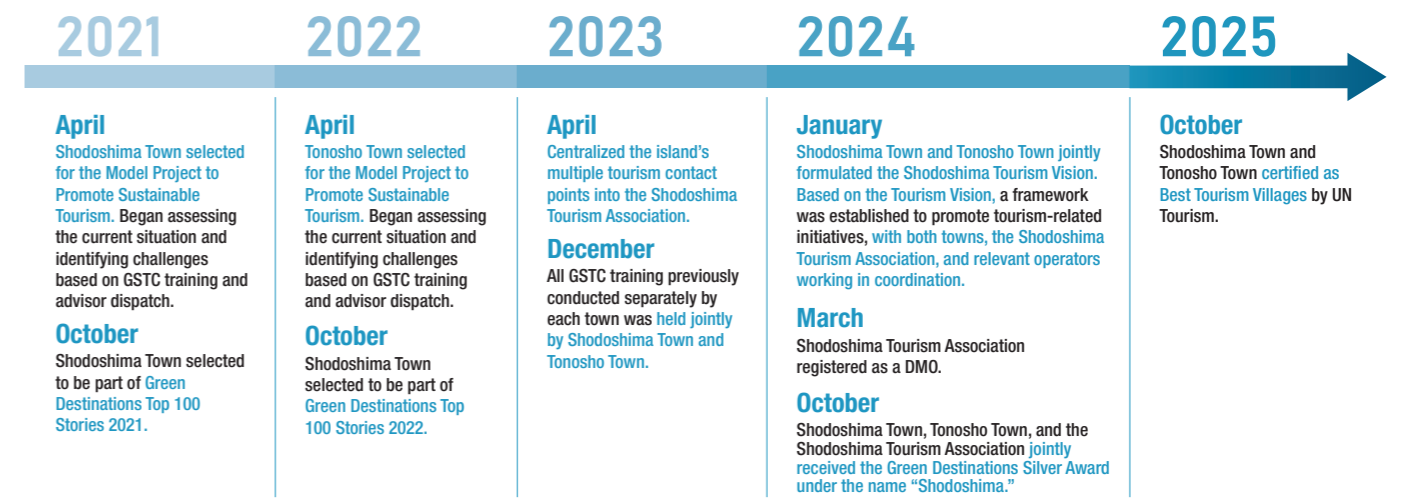 2021
2022
2023
2024
2025
April
Shodoshima Town selected
for the Model Project to
Promote Sustainable
Tourism. Began assessing
the current situation and
identifying challenges
based on GSTC training and
advisor dispatch.
October
Shodoshima Town selected
to be part of Green
Destinations Top 100
Stories 2021.
April
Tonosho Town selected
for the Model Project to
Promote Sustainable
Tourism. Began assessing
the current situation and
identifying challenges
based on GSTC training
and advisor dispatch.
October
Shodoshima Town
selected to be part of
Green Destinations Top
100 Stories 2022.
April
Centralized the island’s
multiple tourism contact
points into the Shodoshima
Tourism Association.
December
All GSTC training previously
conducted separately by
each town was held jointly
by Shodoshima Town and
Tonosho Town.
January
Shodoshima Town and Tonosho Town jointly
formulated the Shodoshima Tourism Vision.
Based on the Tourism Vision, a framework
was established to promote tourism-related
initiatives, with both towns, the Shodoshima
Tourism Association, and relevant operators
working in coordination.
March
Shodoshima Tourism Association
registered as a DMO.
October
Shodoshima Town, Tonosho Town, and the
Shodoshima Tourism Association jointly
received the Green Destinations Silver Award
under the name “Shodoshima.”
October
Shodoshima Town and
Tonosho Town certified as
Best Tourism Villages by UN
Tourism.